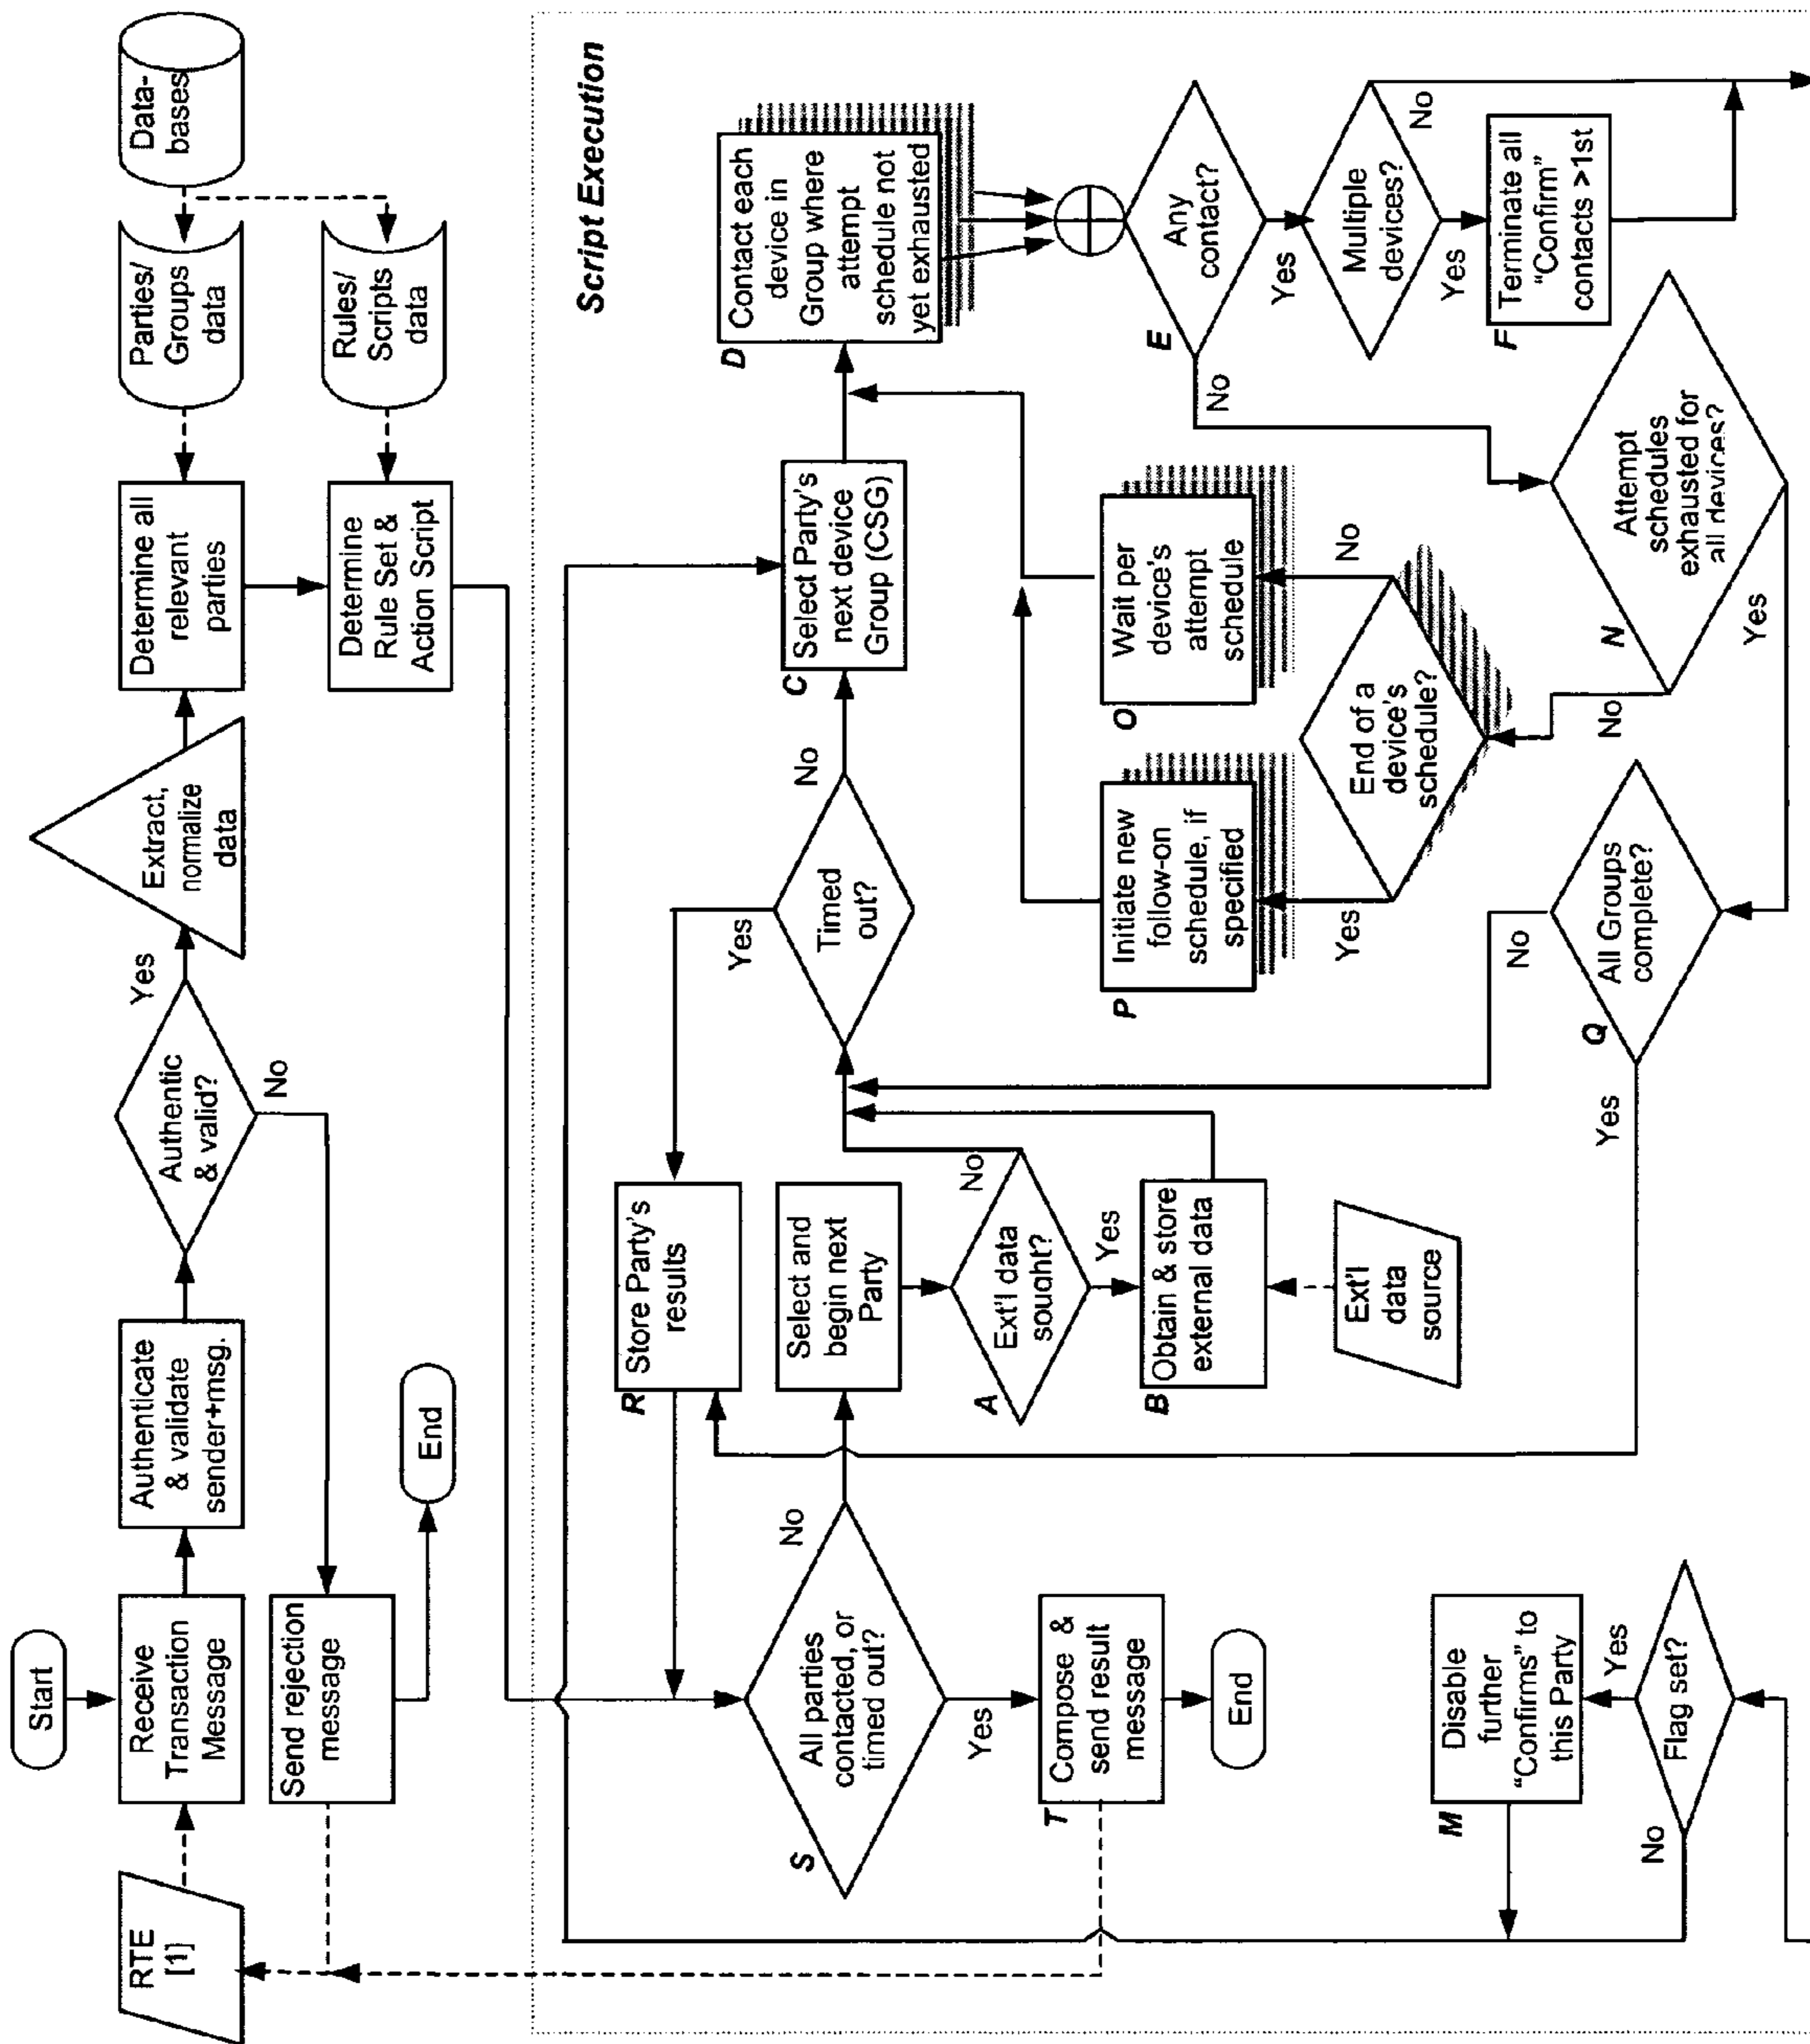 Start
RTE
[1]
Receive
Transaction
Message
Authenticate
& validate
sender+msg.
Authentic
& valid?
Yes
No
Extract,
normalize
data
Determine all
relevant
parties
Parties/
Groups
data
Data-
bases
Send rejection
message
End
Determine
Rule Set &
Action Script
Rules/
Scripts
data
Script Execution
R
Store Party's
results
S
All parties
contacted, or
timed out?
No
Yes
Select and
begin next
Party
Timed
out?
Yes
No
C
Select Party's
next device
Group (CSG)
D
Contact each
device in
Group where
attempt
schedule not
yet exhausted
A
Ext'l data
sought?
No
Yes
T
Compose &
send result
message
End
B
Obtain & store
external data
Ext'l
data
source
P
Initiate new
follow-on
schedule, if
specified
O
Wait per
device's
attempt
schedule
E
Any
contact?
No
Yes
Multiple
devices?
No
Yes
End of a
device's
schedule?
Yes
No
F
Terminate all
"Confirm"
contacts >1st
M
Disable
further
"Confirms" to
this Party
Flag set?
Yes
No
Q
All Groups
complete?
Yes
No
N
Attempt
schedules
exhausted for
all devices?
No
Yes